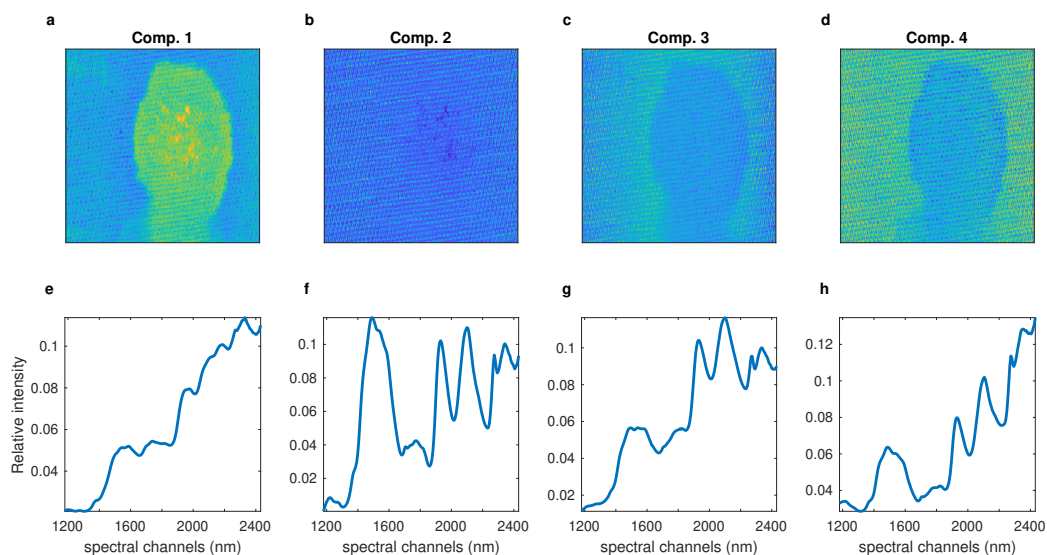 a b c d
Comp. 1 Comp. 2 Comp. 3 Comp. 4
e f g h
Relative intensity
0.1
0.08
0.06
0.04
1200 1600 2000 2400
spectral channels (nm)
0.1
0.08
0.06
0.04
0.02
1200 1600 2000 2400
spectral channels (nm)
0.1
0.08
0.06
0.04
0.02
1200 1600 2000 2400
spectral channels (nm)
0.12
0.1
0.08
0.06
0.04
1200 1600 2000 2400
spectral channels (nm)